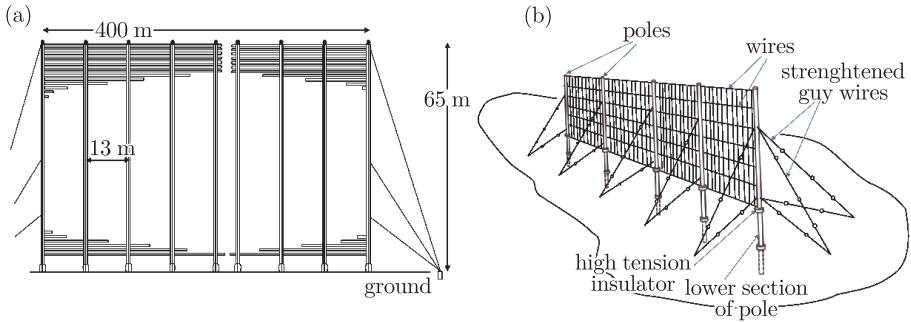 (a)
400 m
65 m
13 m
ground
(b)
poles
wires
strenghtened
guy wires
high tension
insulator
lower section
of pole